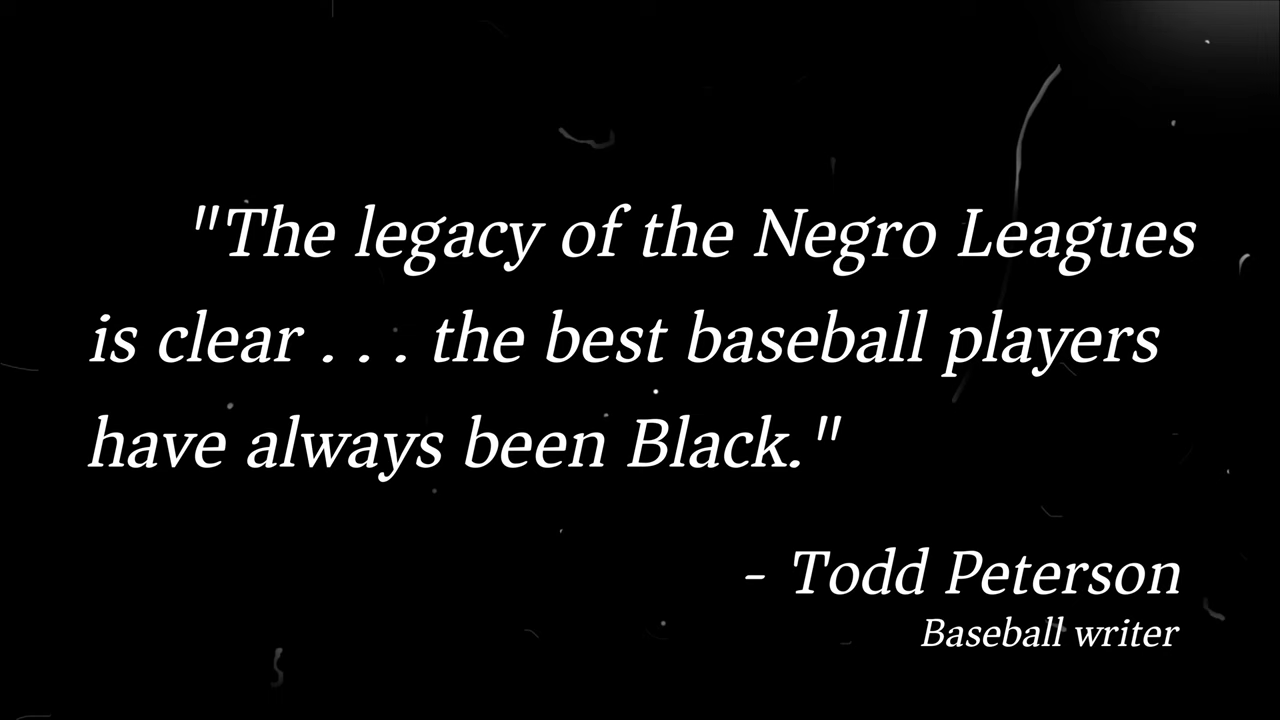 "The legacy of the Negro Leagues
is clear . . . the best baseball players
have always been Black."
- Todd Peterson
Baseball writer